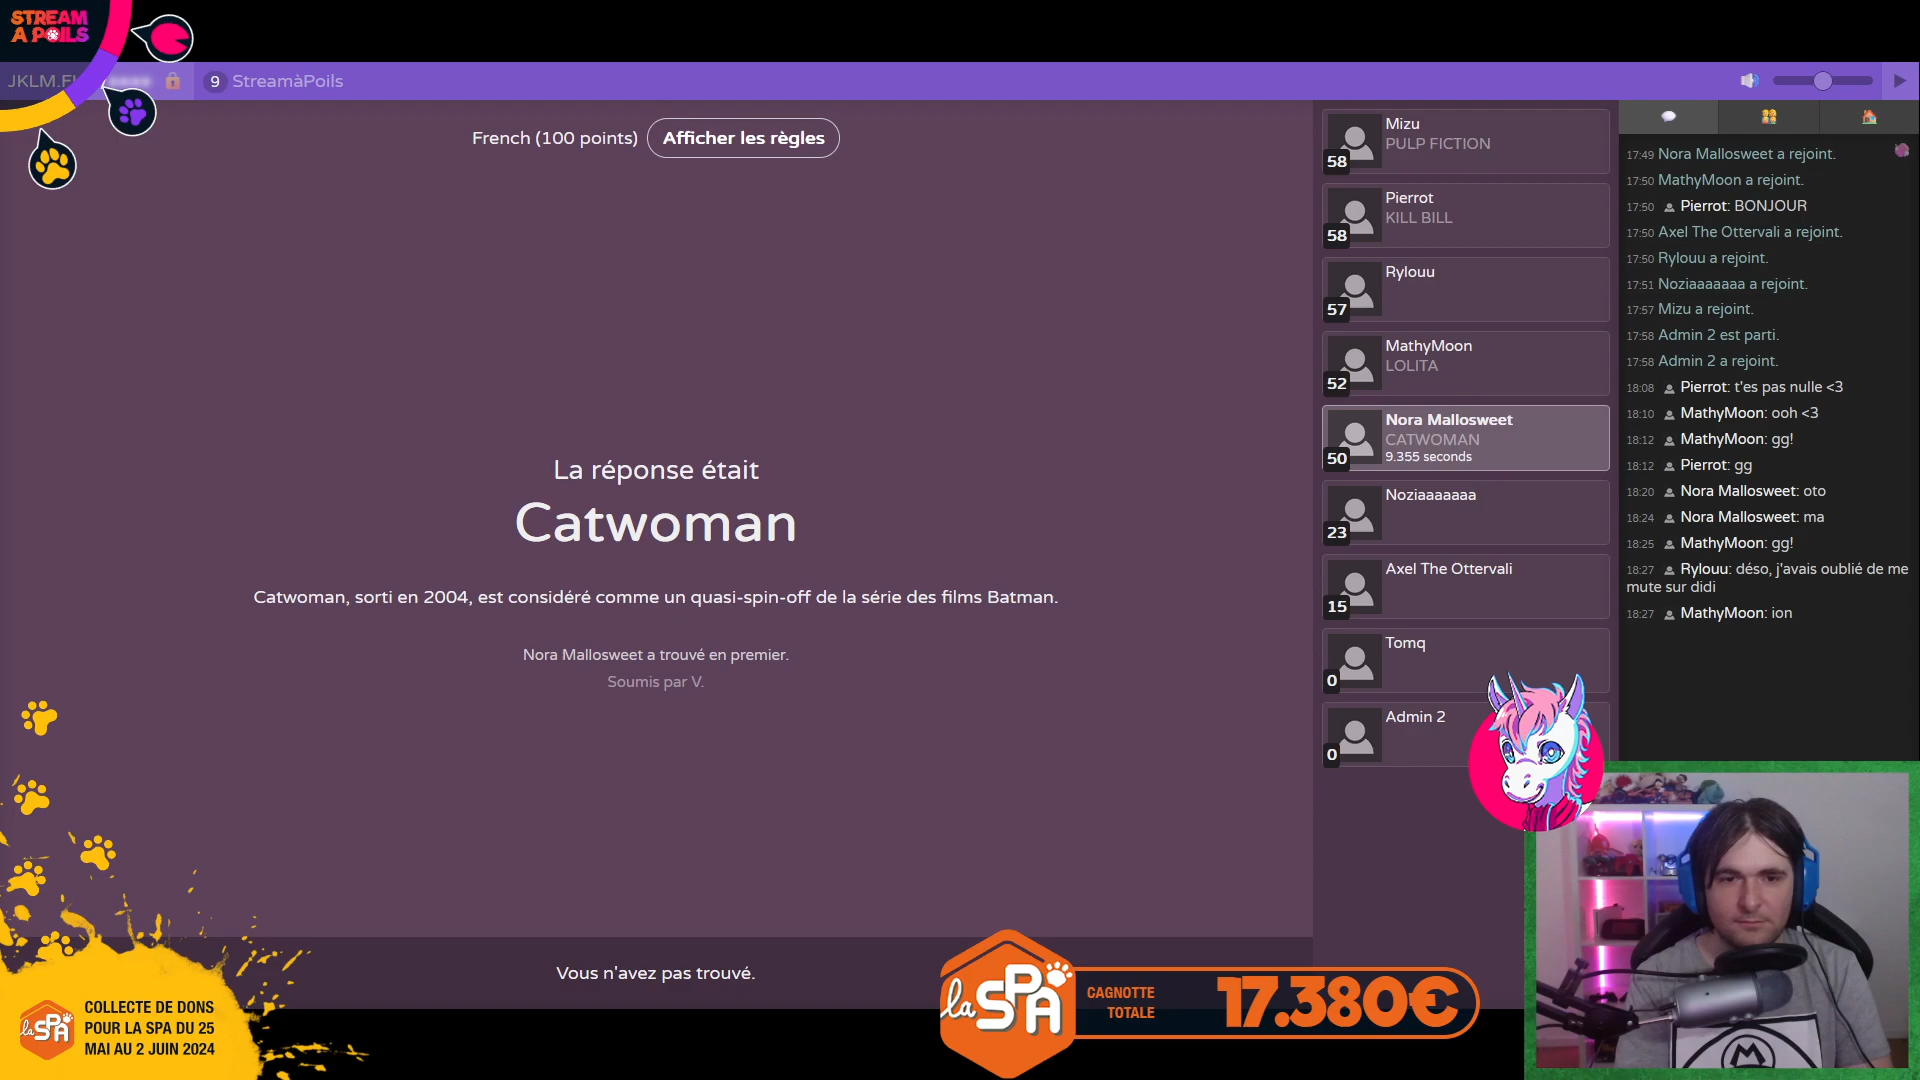 STREAM
A POILS
JKLM.F
9 StreamàPoils
French (100 points) Afficher les règles
La réponse était
Catwoman
Catwoman, sorti en 2004, est considéré comme un quasi-spin-off de la série des films Batman.
Nora Mallosweet a trouvé en premier.
Soumis par V.
Vous n'avez pas trouvé.
Mizu
PULP FICTION
58
Pierrot
KILL BILL
58
Rylouu
57
MathyMoon
LOLITA
52
Nora Mallosweet
CATWOMAN
9.355 seconds
50
Noziaaaaaaa
23
Axel The Ottervali
15
Tomq
0
Admin 2
0
17:49 Nora Mallosweet a rejoint.
17:50 MathyMoon a rejoint.
17:50 Pierrot: BONJOUR
17:50 Axel The Ottervali a rejoint.
17:50 Rylouu a rejoint.
17:51 Noziaaaaaaa a rejoint.
17:57 Mizu a rejoint.
17:58 Admin 2 est parti.
17:58 Admin 2 a rejoint.
18:08 Pierrot: t'es pas nulle <3
18:10 MathyMoon: ooh <3
18:12 MathyMoon: gg!
18:12 Pierrot: gg
18:20 Nora Mallosweet: oto
18:24 Nora Mallosweet: ma
18:25 MathyMoon: gg!
18:27 Rylouu: déso, j'avais oublié de me
mute sur didi
18:27 MathyMoon: ion
la SPA
COLLECTE DE DONS
POUR LA SPA DU 25
MAI AU 2 JUIN 2024
la SPA
CAGNOTTE
TOTALE
17.380€
M